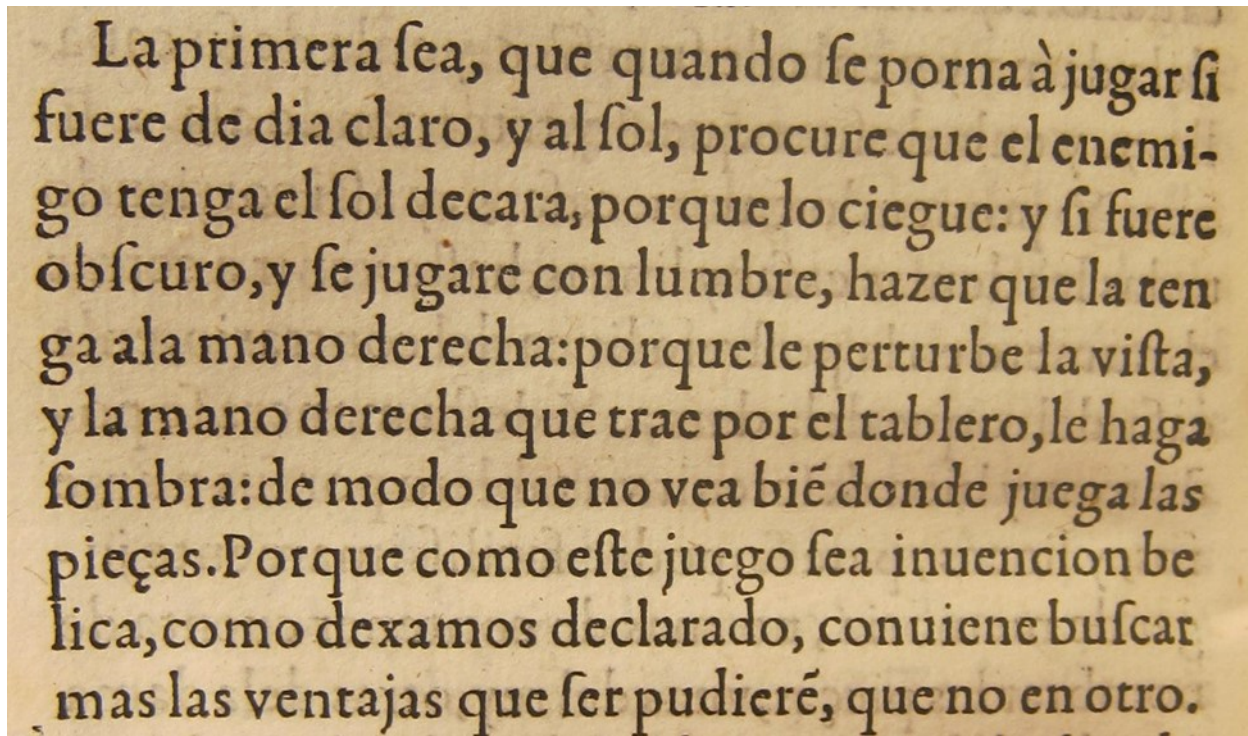 La primera ſea, que quando ſe porna à jugar ſi
fuere de dia claro, y al ſol, procure que el enemi-
go tenga el ſol decara, porque lo ciegue: y ſi fuere
obſcuro, y ſe jugare con lumbre, hazer que la ten
ga ala mano derecha: porque le perturbe la viſta,
y la mano derecha que trae por el tablero, le haga
ſombra: de modo que no vea biẽ donde juega las
pieças. Porque como eſte juego ſea inuencion be
lica, como dexamos declarado, conuiene buſcar
mas las ventajas que ſer pudierẽ, que no en otro.